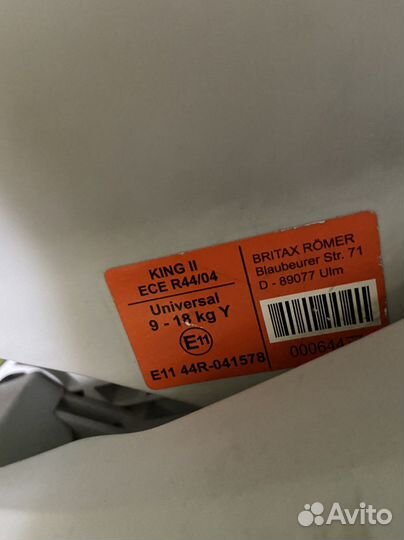 KING II
ECE R44/04
Universal
9 - 18 kg Y
E11
E11 44R-041578
BRITAX RÖMER
Blaubeurer Str. 71
D - 89077 Ulm
Avito